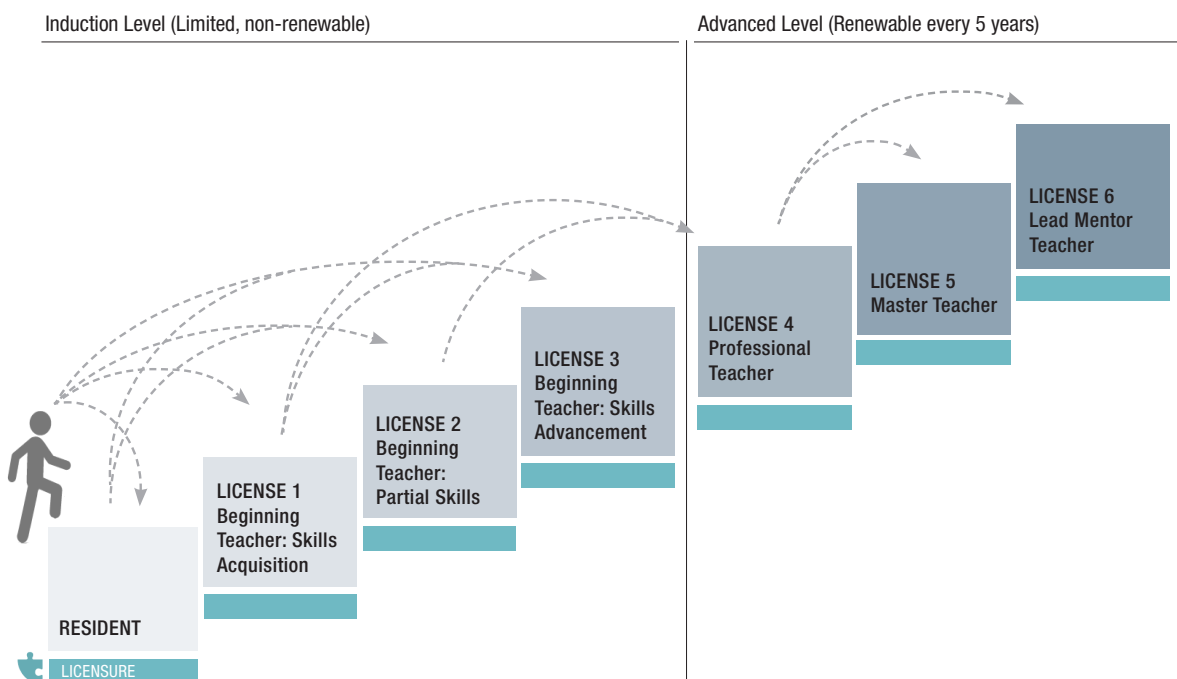 Induction Level (Limited, non-renewable)
Advanced Level (Renewable every 5 years)
LICENSE 6
Lead Mentor
Teacher
LICENSE 5
Master Teacher
LICENSE 4
Professional
Teacher
LICENSE 3
Beginning
Teacher: Skills
Advancement
LICENSE 2
Beginning
Teacher:
Partial Skills
LICENSE 1
Beginning
Teacher: Skills
Acquisition
RESIDENT
LICENSURE